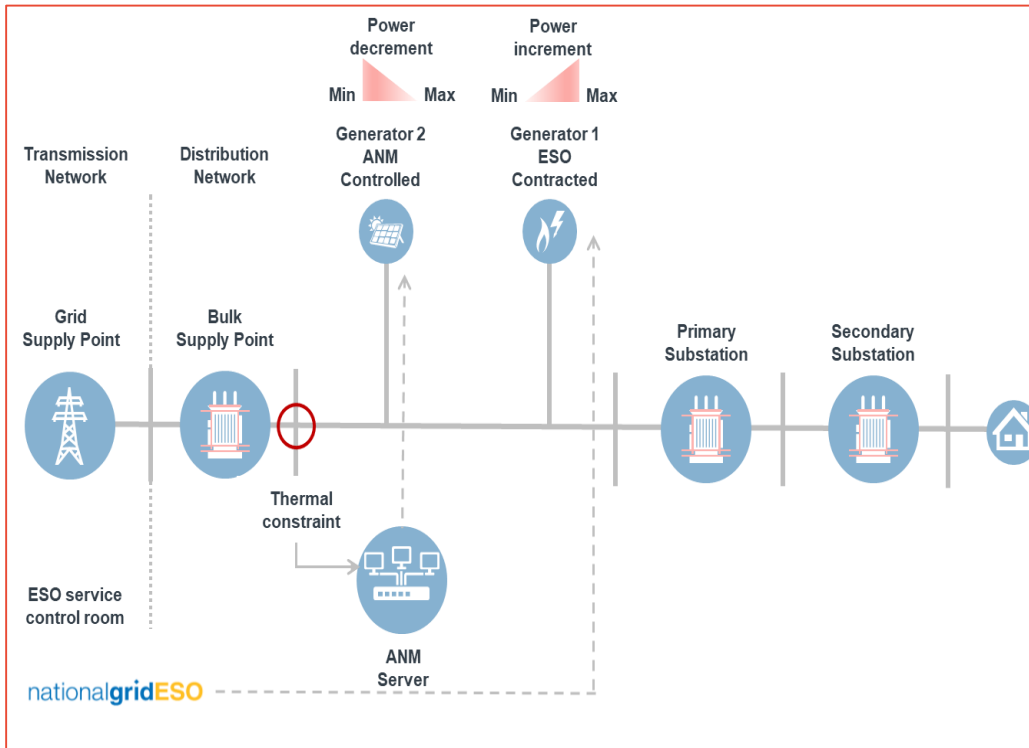 Power
decrement
Min Max
Power
increment
Min Max
Transmission
Network
Distribution
Network
Generator 2
ANM
Controlled
Generator 1
ESO
Contracted
Grid
Supply Point
Bulk
Supply Point
Primary
Substation
Secondary
Substation
Thermal
constraint
ESO service
control room
ANM
Server
nationalgridESO